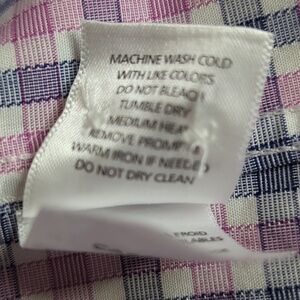 MACHINE WASH COLD
WITH LIKE COLORS
DO NOT BLEACH
TUMBLE DRY
MEDIUM HEAT
REMOVE PROMPTLY
WARM IRON IF NEEDED
DO NOT DRY CLEAN
FROID